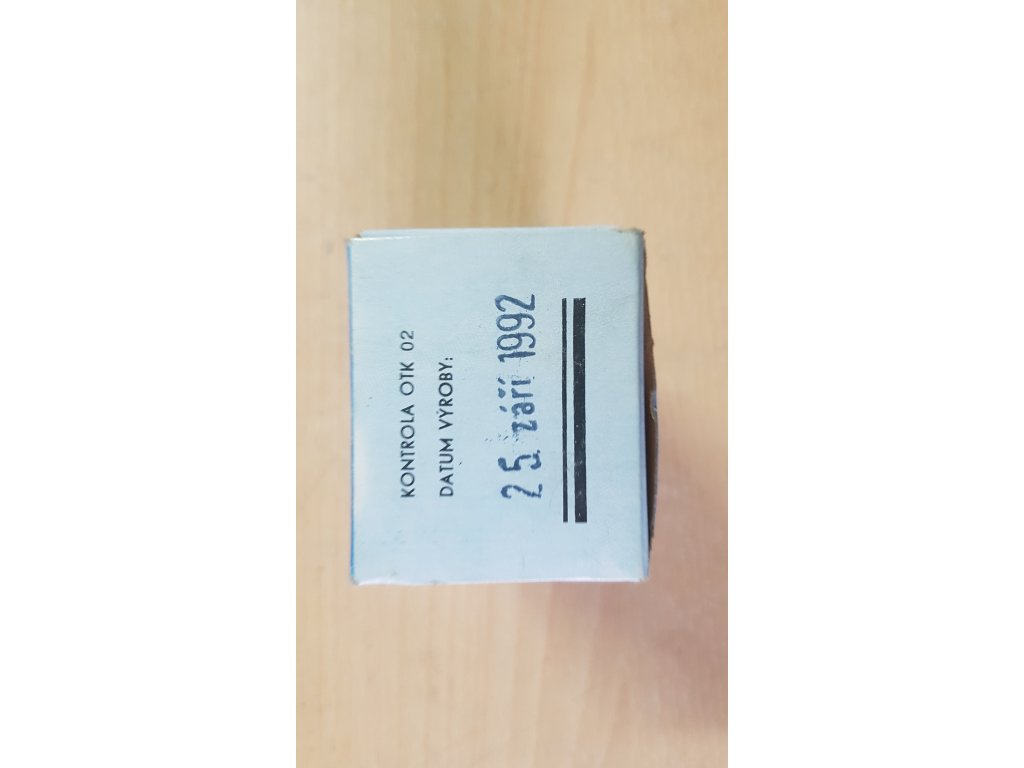 KONTROLA OTK 02
DATUM VÝROBY:
25. září 1992